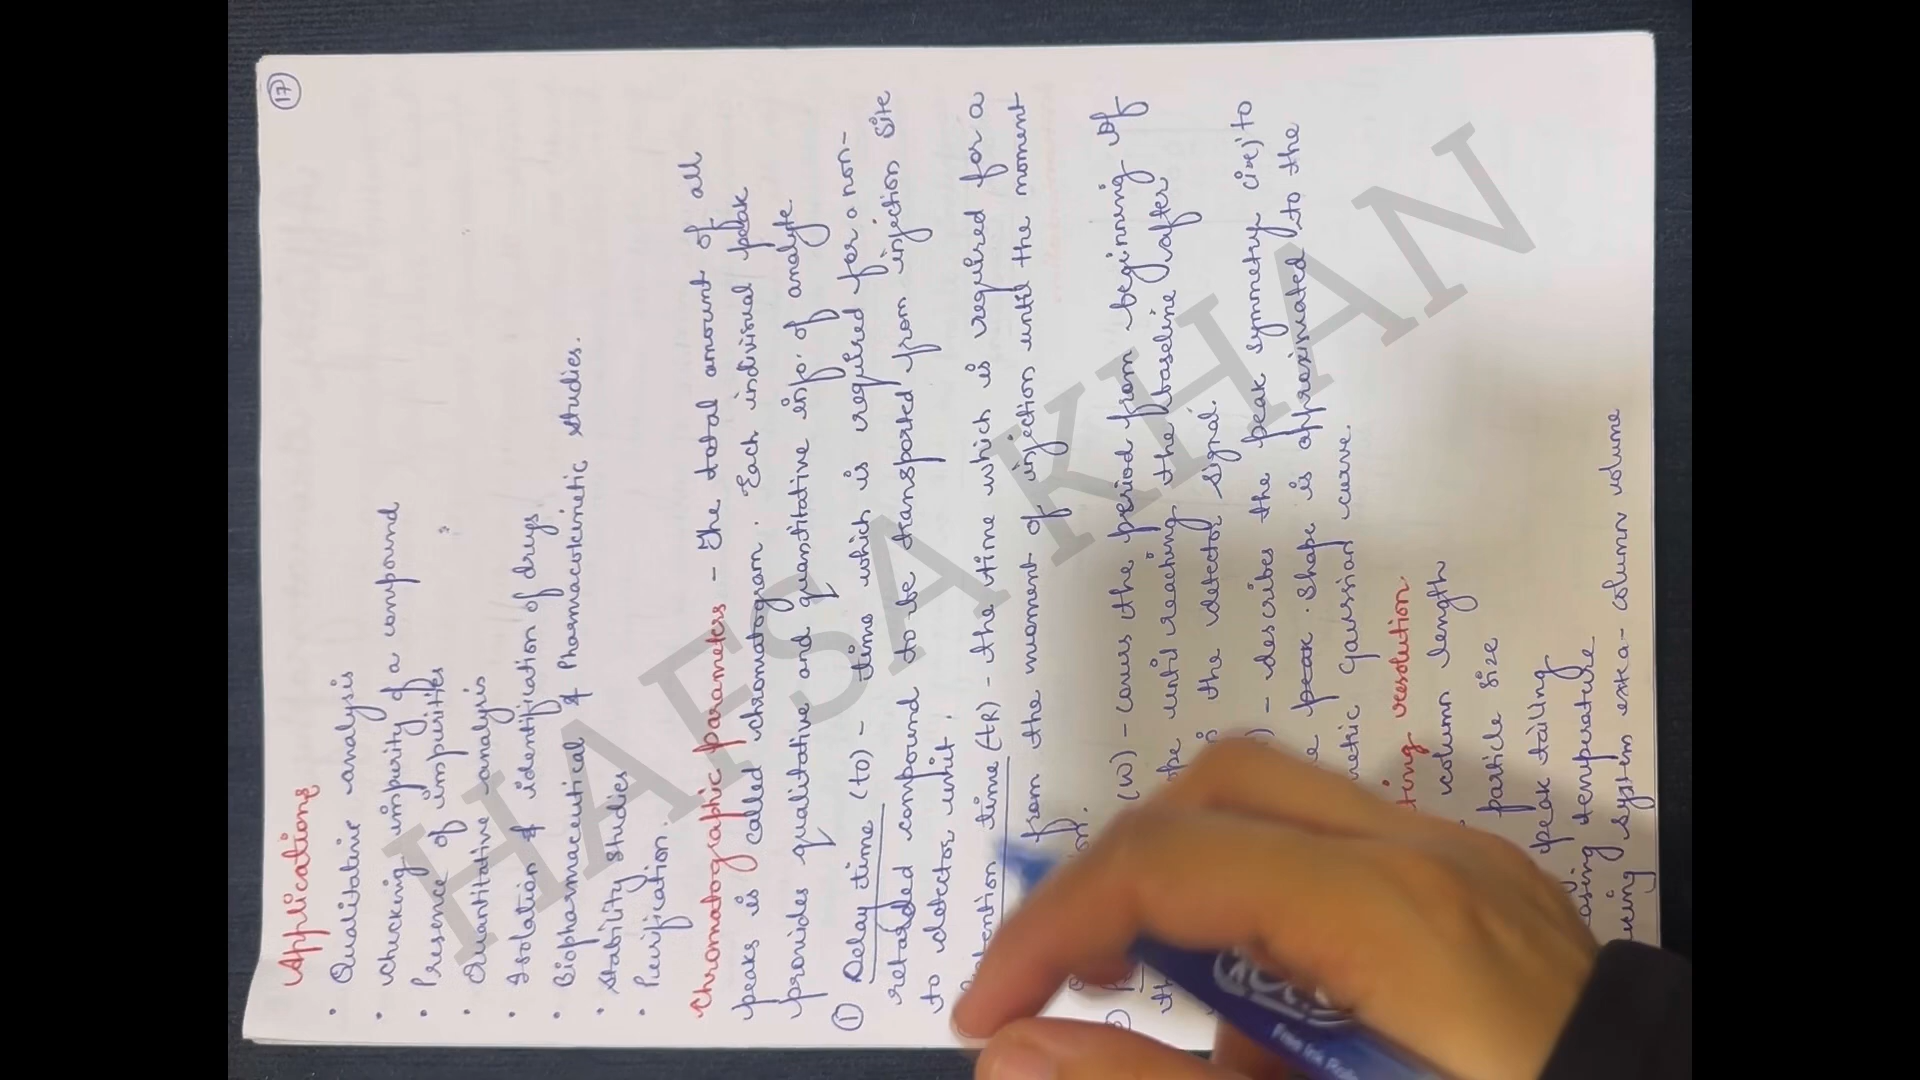 17
Applications
• Qualitative analysis
• Checking impurity of a compound
• Presence of impurities
• Quantitative analysis
• Isolation & identification of drugs
• Biopharmaceutical & Pharmacokinetic studies.
• Stability studies
• Purification.
Chromatographic parameters - The total amount of all
peaks is called chromatogram. Each individual peak
provides qualitative and quantitative info. of analyte
① Delay time (to) - time which is required for a non-
retarded compound to be transported from injection site
to detector unit.
time (tR) - the time which is required for a
from the moment of injection until the moment
(W) - covers the period from beginning of
until reaching the baseline after
the detector signal.
- describes the peak symmetry to
peak. Shape is approximated to the
Gaussian curve.
resolution.
column length
particle size
peak tailing
temperature
system extra-column volume
HAFSA KHAN